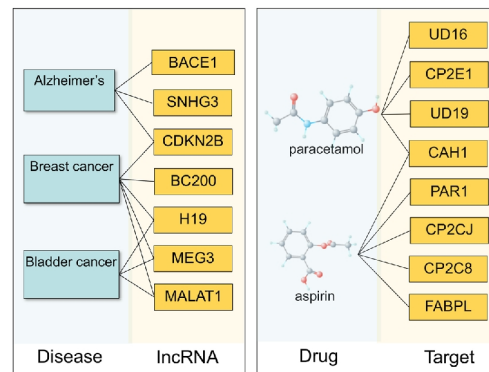 Alzheimer's
Breast cancer
Bladder cancer
BACE1
SNHG3
CDKN2B
BC200
H19
MEG3
MALAT1
Disease
lncRNA
paracetamol
aspirin
UD16
CP2E1
UD19
CAH1
PAR1
CP2CJ
CP2C8
FABPL
Drug
Target